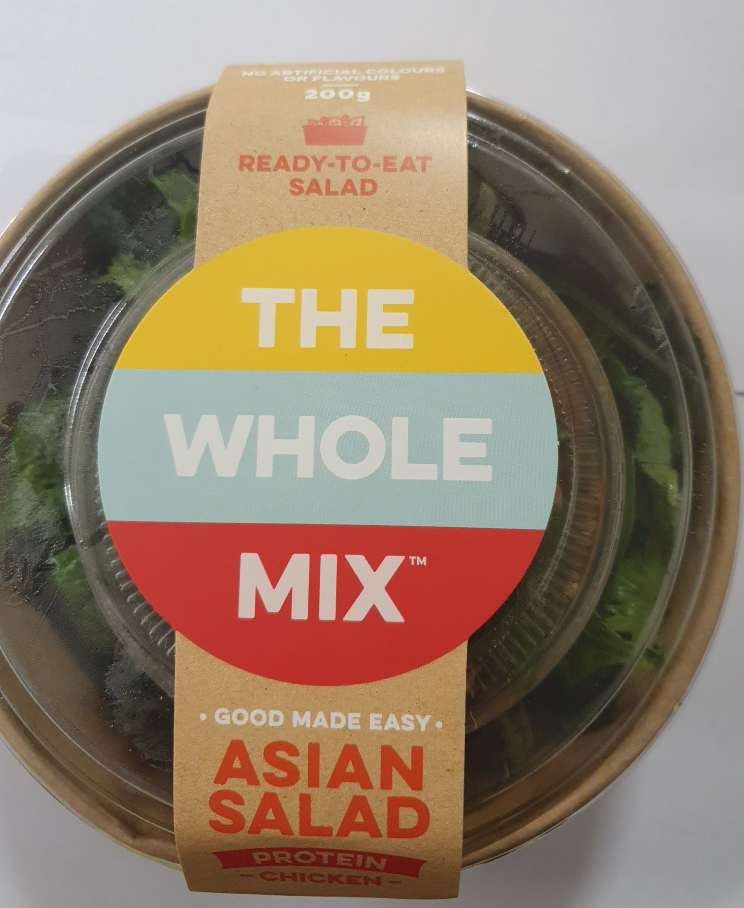 NO ARTIFICIAL COLOURS
OR FLAVOURS
200g
READY-TO-EAT
SALAD
THE
WHOLE
MIX™
• GOOD MADE EASY •
ASIAN
SALAD
PROTEIN
– CHICKEN –